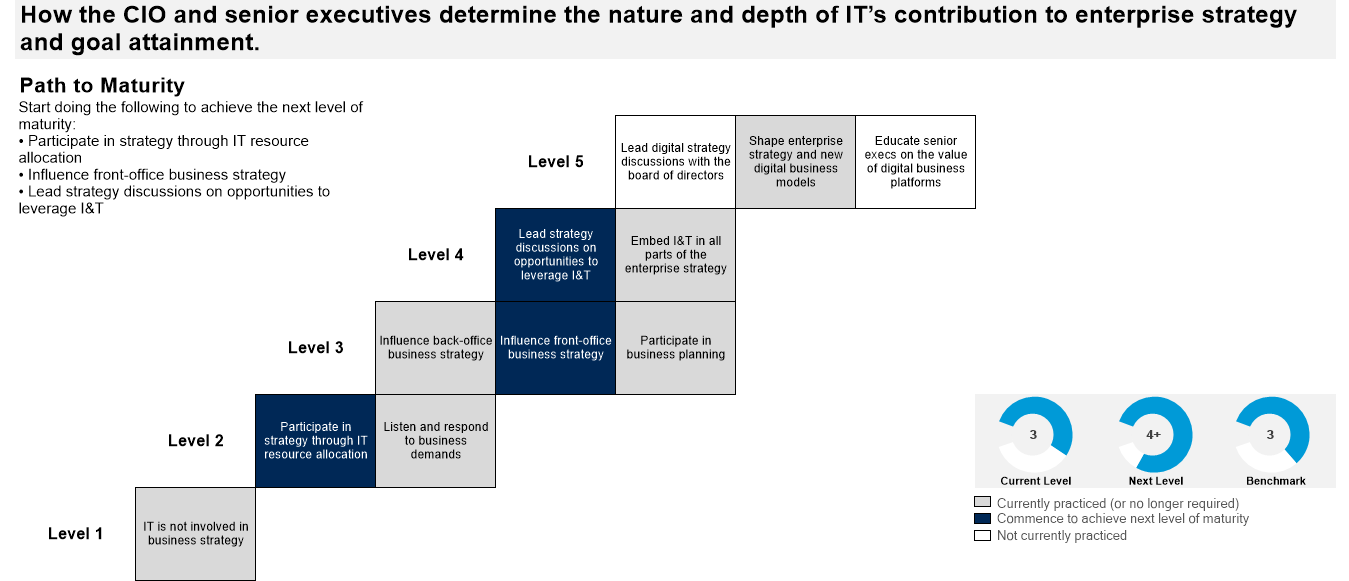 How the CIO and senior executives determine the nature and depth of IT’s contribution to enterprise strategy
and goal attainment.
Path to Maturity
Start doing the following to achieve the next level of
maturity:
• Participate in strategy through IT resource
allocation
• Influence front-office business strategy
• Lead strategy discussions on opportunities to
leverage I&T
Level 5
Lead digital strategy
discussions with the
board of directors
Shape enterprise
strategy and new
digital business
models
Educate senior
execs on the value
of digital business
platforms
Level 4
Lead strategy
discussions on
opportunities to
leverage I&T
Embed I&T in all
parts of the
enterprise strategy
Level 3
Influence back-office
business strategy
Influence front-office
business strategy
Participate in
business planning
Level 2
Participate in
strategy through IT
resource allocation
Listen and respond
to business
demands
Level 1
IT is not involved in
business strategy
3
Current Level
4+
Next Level
3
Benchmark
Currently practiced (or no longer required)
Commence to achieve next level of maturity
Not currently practiced